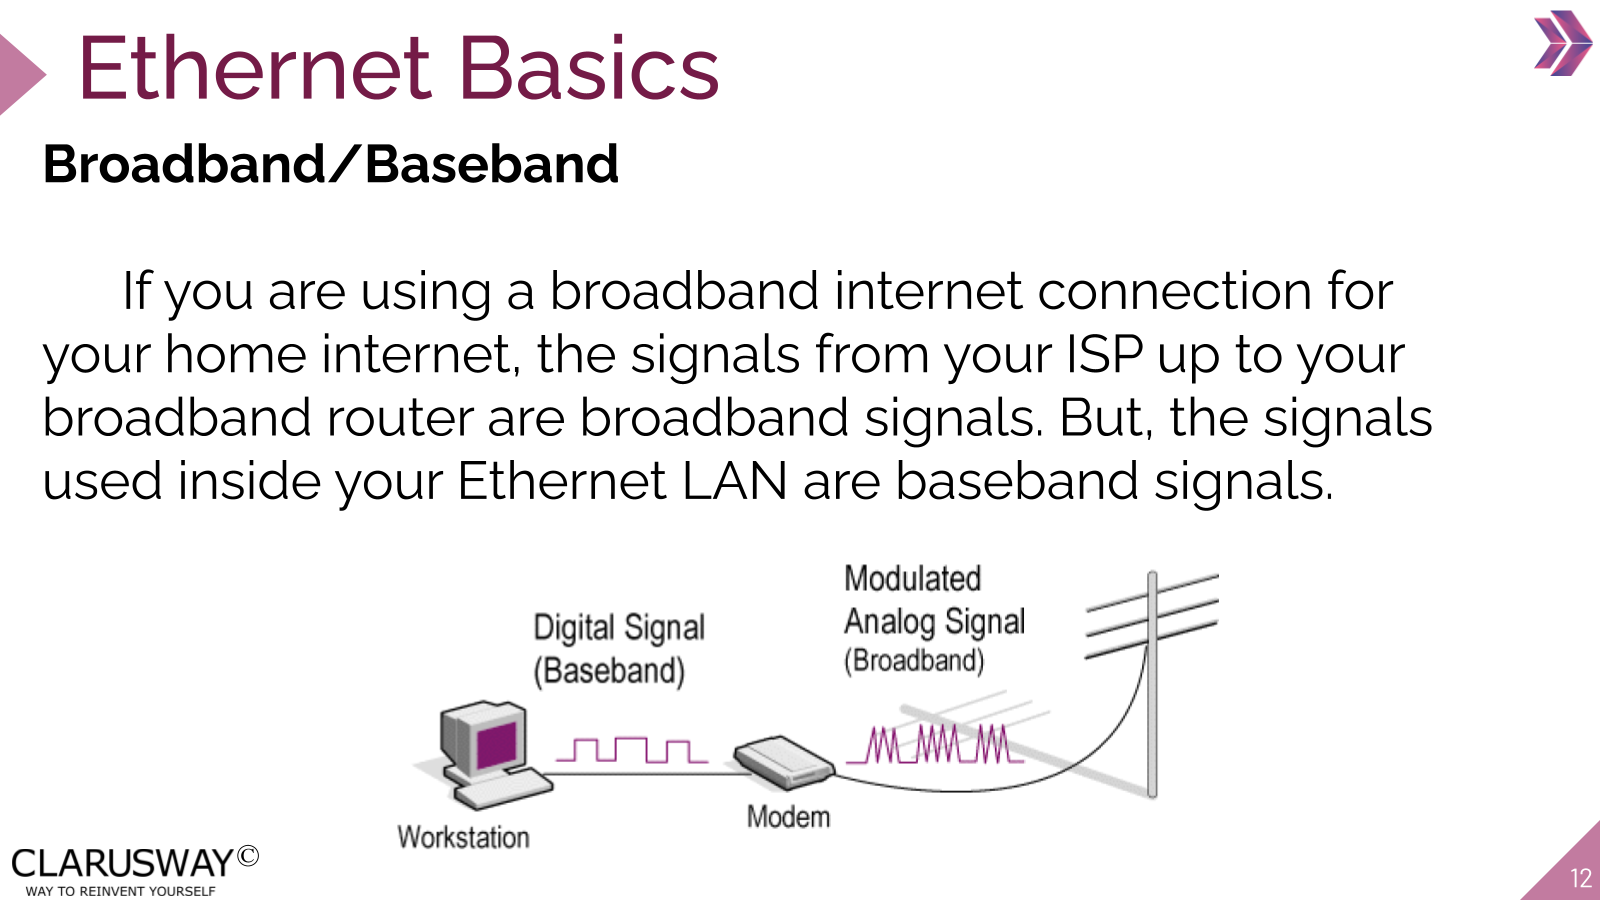 Ethernet Basics
Broadband/Baseband
If you are using a broadband internet connection for
your home internet, the signals from your ISP up to your
broadband router are broadband signals. But, the signals
used inside your Ethernet LAN are baseband signals.
Modulated
Analog Signal
(Broadband)
Digital Signal
(Baseband)
Modem
Workstation
CLARUSWAY©
WAY TO REINVENT YOURSELF
12